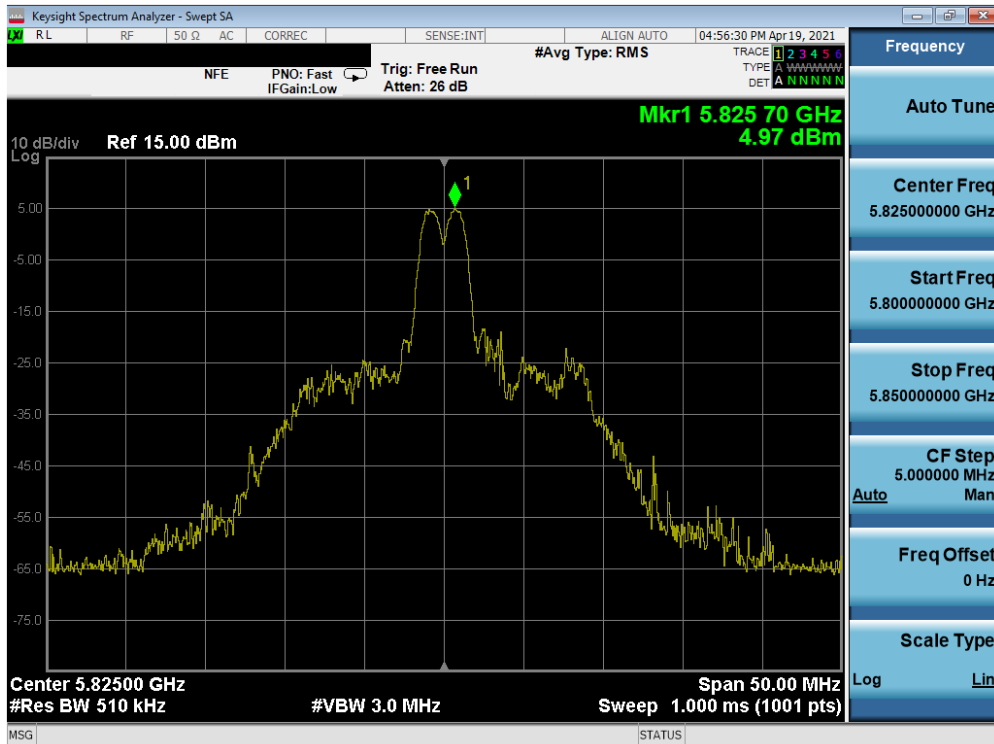 Keysight Spectrum Analyzer - Swept SA
LXI RL RF 50 Ω AC CORREC SENSE:INT ALIGN AUTO 04:56:30 PM Apr 19, 2021
NFE PNO: Fast IFGain:Low Trig: Free Run Atten: 26 dB #Avg Type: RMS
TRACE 1 2 3 4 5 6
TYPE A WWWWW
DET A N N N N N
Mkr1 5.825 70 GHz
4.97 dBm
10 dB/div Ref 15.00 dBm
Log
1
5.00
-5.00
-15.0
-25.0
-35.0
-45.0
-55.0
-65.0
-75.0
Center 5.82500 GHz Span 50.00 MHz
#Res BW 510 kHz #VBW 3.0 MHz Sweep 1.000 ms (1001 pts)
MSG STATUS
Frequency
Auto Tune
Center Freq
5.825000000 GHz
Start Freq
5.800000000 GHz
Stop Freq
5.850000000 GHz
CF Step
5.000000 MHz
Auto Man
Freq Offset
0 Hz
Scale Type
Log Lin